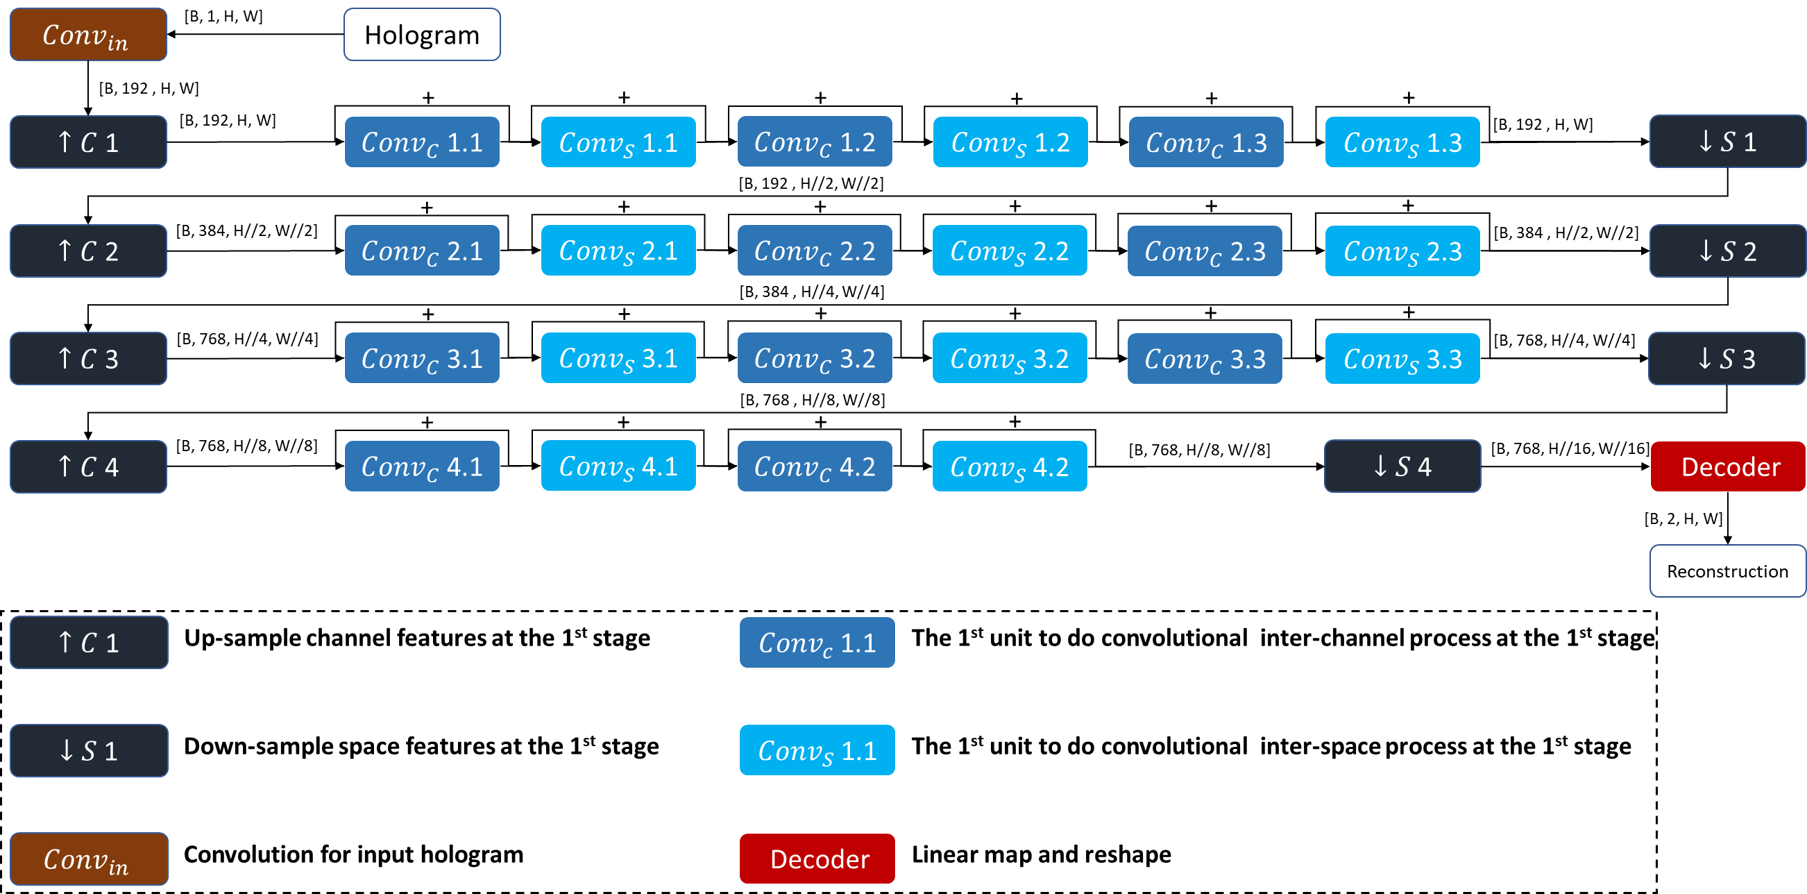 Conv_in
[B, 1, H, W]
Hologram
[B, 192 , H, W]
↑ C 1
[B, 192, H, W]
+ + + + + +
Conv_C 1.1
Conv_S 1.1
Conv_C 1.2
Conv_S 1.2
Conv_C 1.3
Conv_S 1.3
[B, 192 , H, W]
↓ S 1
[B, 192 , H//2, W//2]
↑ C 2
[B, 384, H//2, W//2]
+ + + + + +
Conv_C 2.1
Conv_S 2.1
Conv_C 2.2
Conv_S 2.2
Conv_C 2.3
Conv_S 2.3
[B, 384 , H//2, W//2]
↓ S 2
[B, 384 , H//4, W//4]
↑ C 3
[B, 768, H//4, W//4]
+ + + + + +
Conv_C 3.1
Conv_S 3.1
Conv_C 3.2
Conv_S 3.2
Conv_C 3.3
Conv_S 3.3
[B, 768, H//4, W//4]
↓ S 3
[B, 768 , H//8, W//8]
↑ C 4
[B, 768, H//8, W//8]
+ + + +
Conv_C 4.1
Conv_S 4.1
Conv_C 4.2
Conv_S 4.2
[B, 768, H//8, W//8]
↓ S 4
[B, 768, H//16, W//16]
Decoder
[B, 2, H, W]
Reconstruction
↑ C 1
Up-sample channel features at the 1st stage
Conv_C 1.1
The 1st unit to do convolutional inter-channel process at the 1st stage
↓ S 1
Down-sample space features at the 1st stage
Conv_S 1.1
The 1st unit to do convolutional inter-space process at the 1st stage
Conv_in
Convolution for input hologram
Decoder
Linear map and reshape